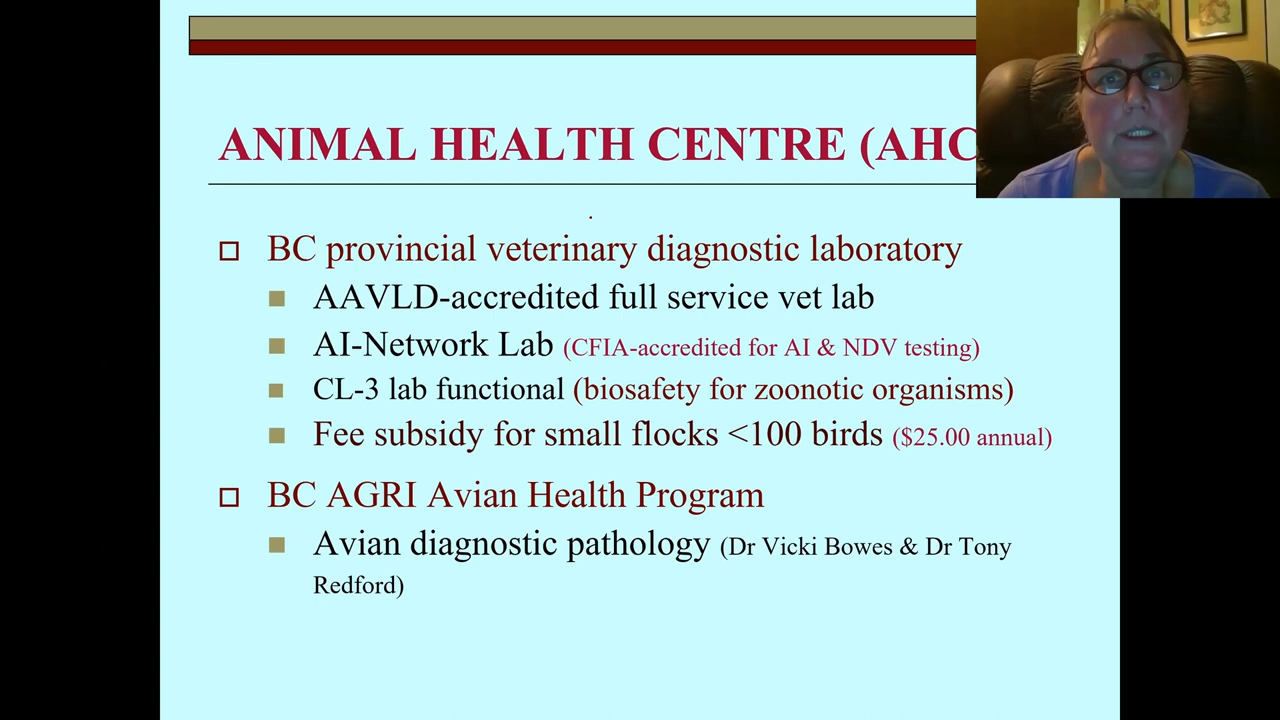 ANIMAL HEALTH CENTRE (AHC
BC provincial veterinary diagnostic laboratory
AAVLD-accredited full service vet lab
AI-Network Lab (CFIA-accredited for AI & NDV testing)
CL-3 lab functional (biosafety for zoonotic organisms)
Fee subsidy for small flocks <100 birds ($25.00 annual)
BC AGRI Avian Health Program
Avian diagnostic pathology (Dr Vicki Bowes & Dr Tony
Redford)